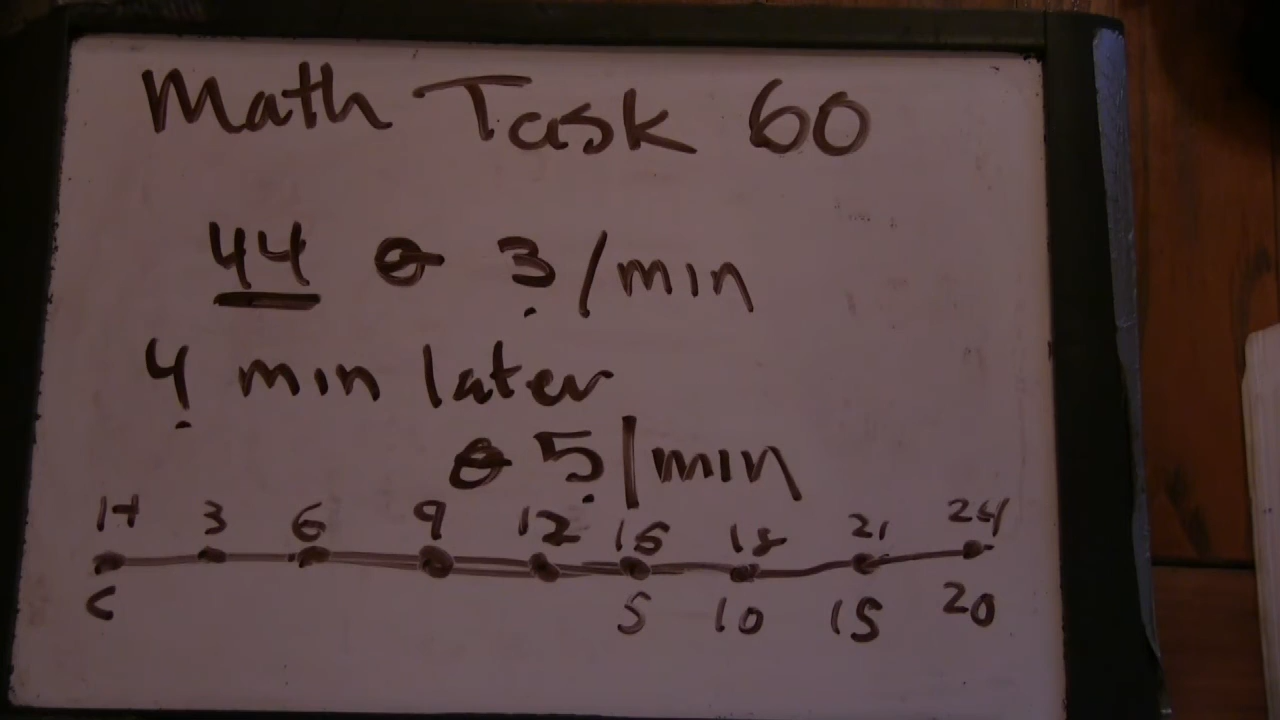 Math Task 60
44 @ 3/min
4 min later
@ 5/min
H 3 6 9 12 15 18 21 24
C 5 10 15 20